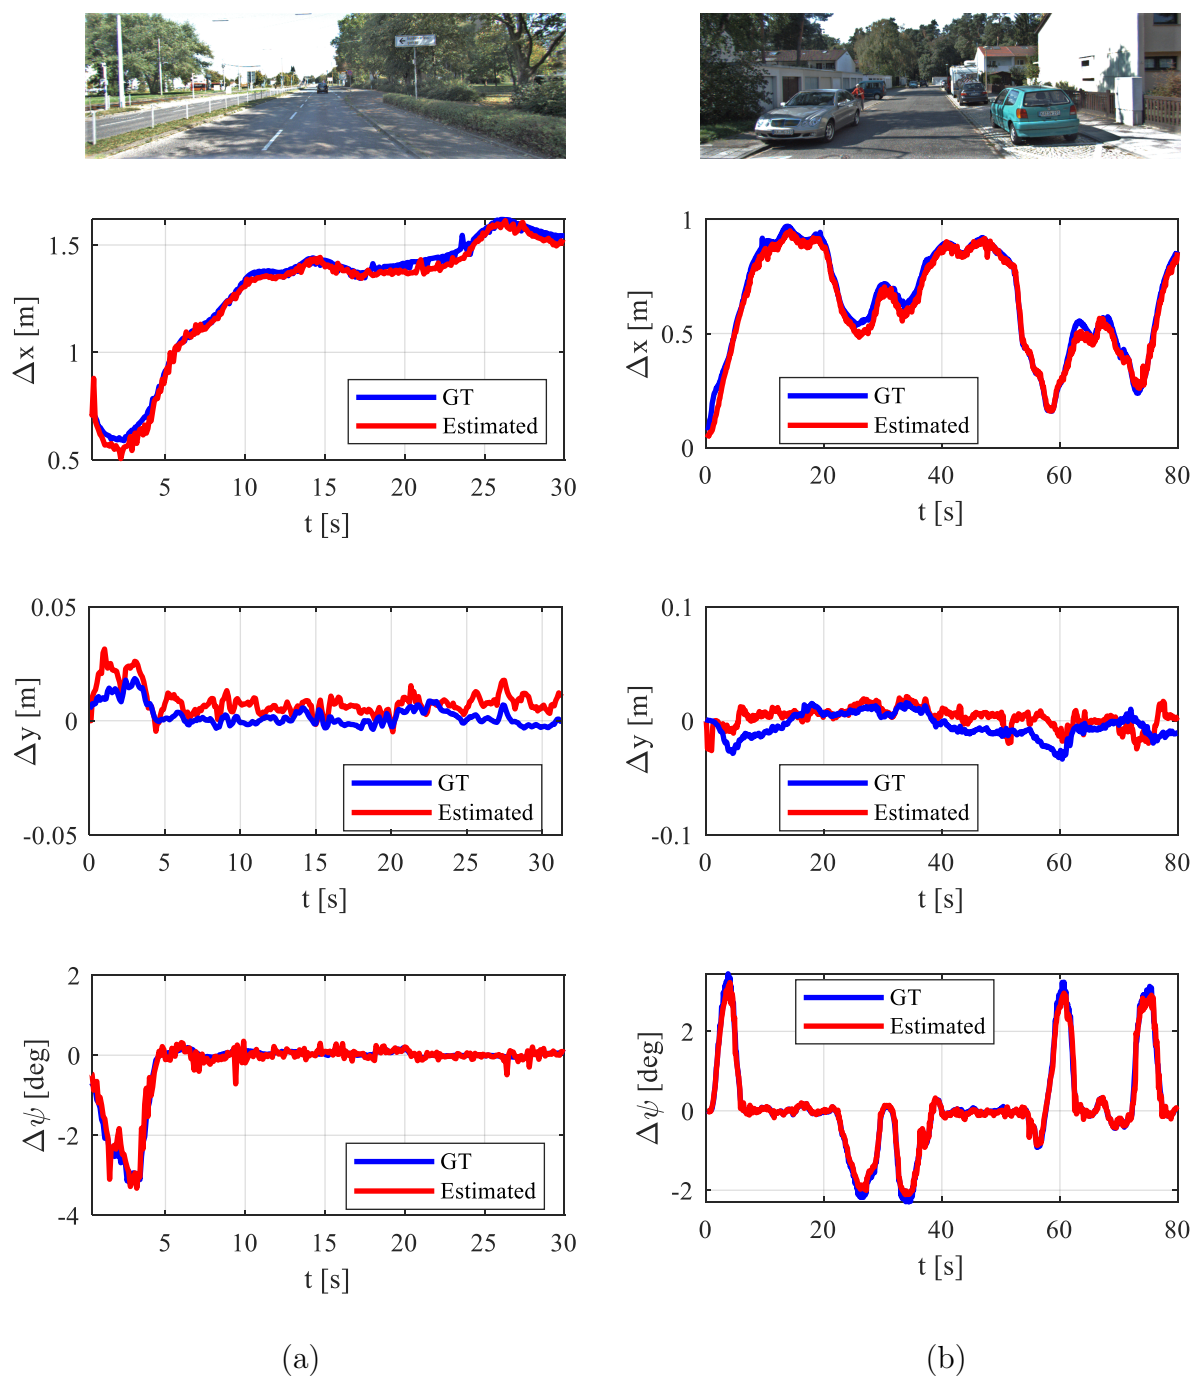 1.5
1
0.5
Δx [m]
GT
Estimated
5 10 15 20 25 30
t [s]
1
0.5
0
Δx [m]
GT
Estimated
0 20 40 60 80
t [s]
0.05
0
-0.05
Δy [m]
GT
Estimated
0 5 10 15 20 25 30
t [s]
0.1
0
-0.1
Δy [m]
GT
Estimated
0 20 40 60 80
t [s]
2
0
-2
-4
Δψ [deg]
GT
Estimated
5 10 15 20 25 30
t [s]
2
0
-2
Δψ [deg]
GT
Estimated
0 20 40 60 80
t [s]
(a)
(b)